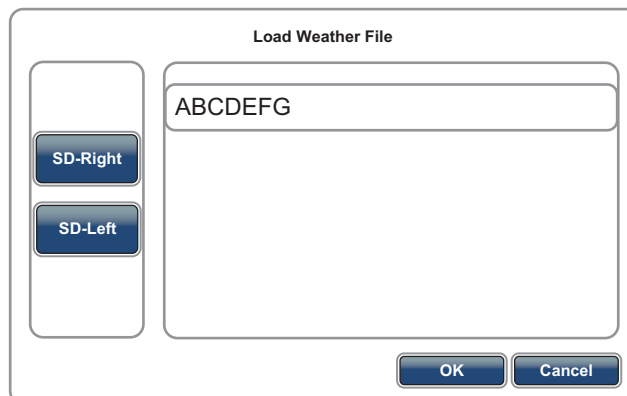 Load Weather File
ABCDEFG
SD-Right
SD-Left
OK
Cancel